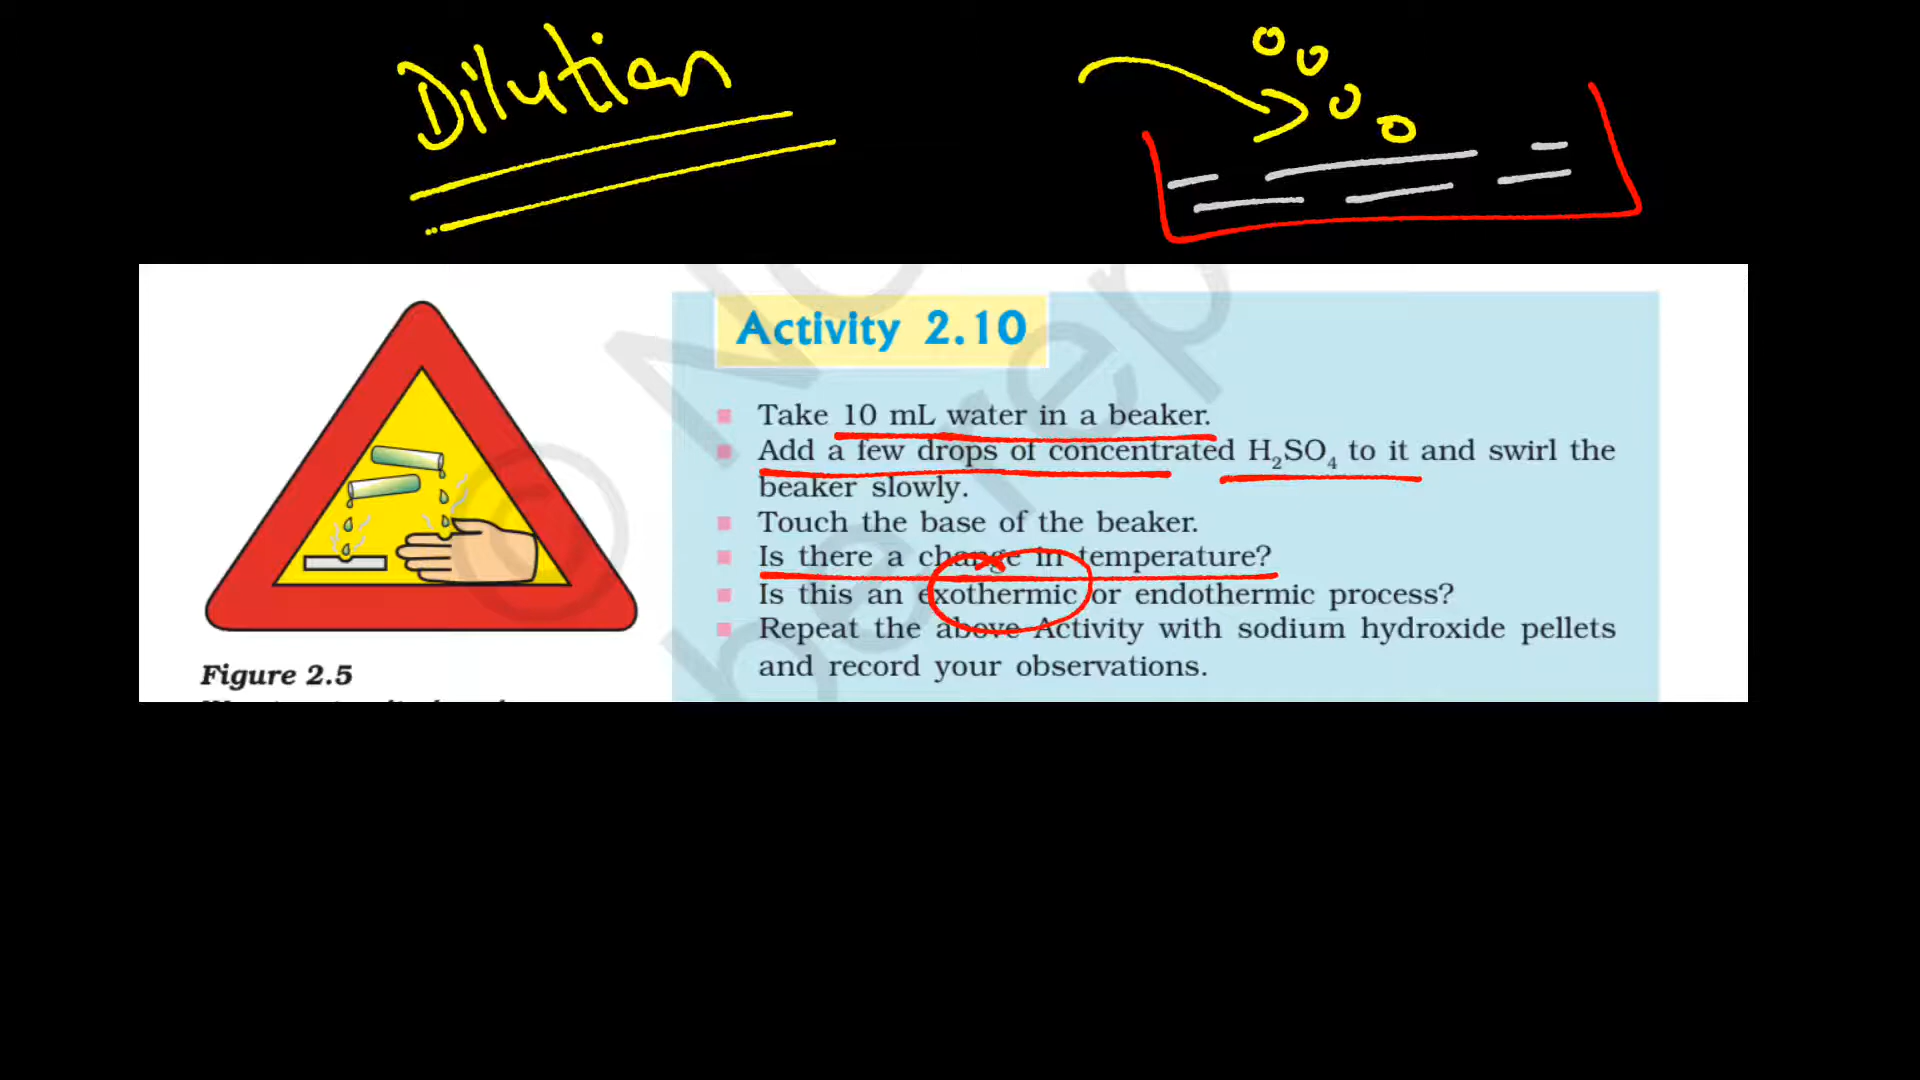 Dilution
Activity 2.10
Take 10 mL water in a beaker.
Add a few drops of concentrated H₂SO₄ to it and swirl the
beaker slowly.
Touch the base of the beaker.
Is there a change in temperature?
Is this an exothermic or endothermic process?
Repeat the above Activity with sodium hydroxide pellets
and record your observations.
Figure 2.5